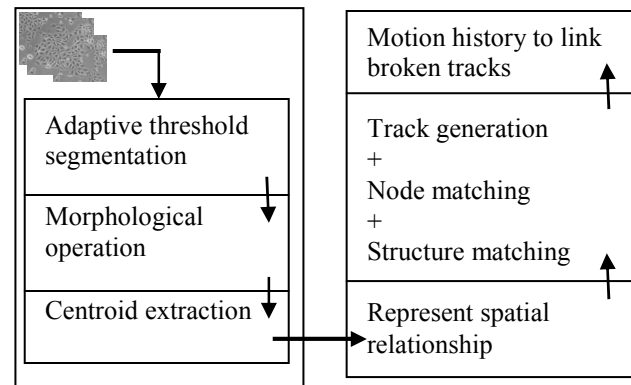 Adaptive threshold
segmentation
Morphological
operation
Centroid extraction
Motion history to link
broken tracks
Track generation
+
Node matching
+
Structure matching
Represent spatial
relationship